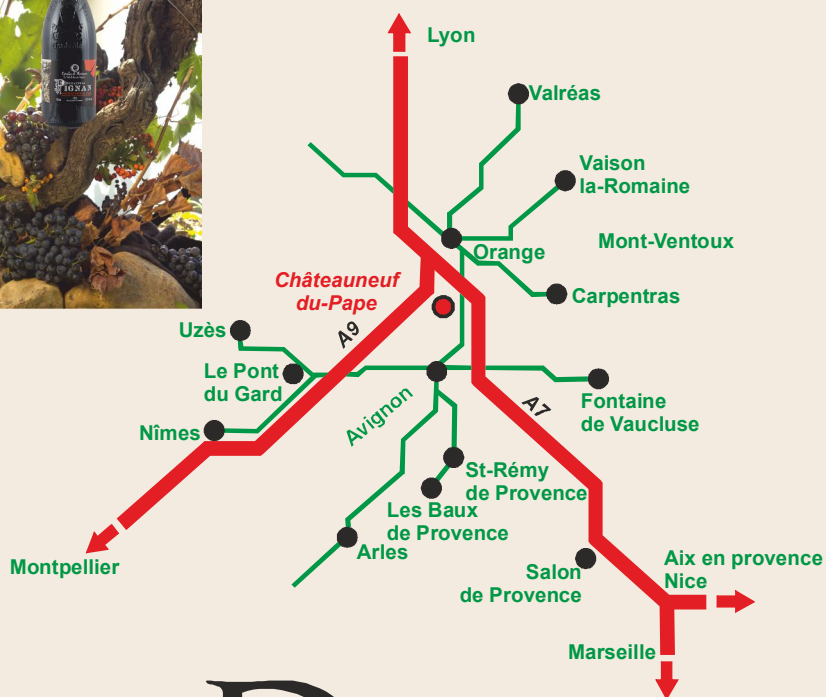 PIGNAN
Lyon
Valréas
Vaison
la-Romaine
Mont-Ventoux
Orange
Châteauneuf
du-Pape
Carpentras
Uzès
A9
Le Pont
du Gard
Avignon
A7
Fontaine
de Vaucluse
Nîmes
St-Rémy
de Provence
Les Baux
de Provence
Arles
Montpellier
Salon
de Provence
Aix en provence
Nice
Marseille